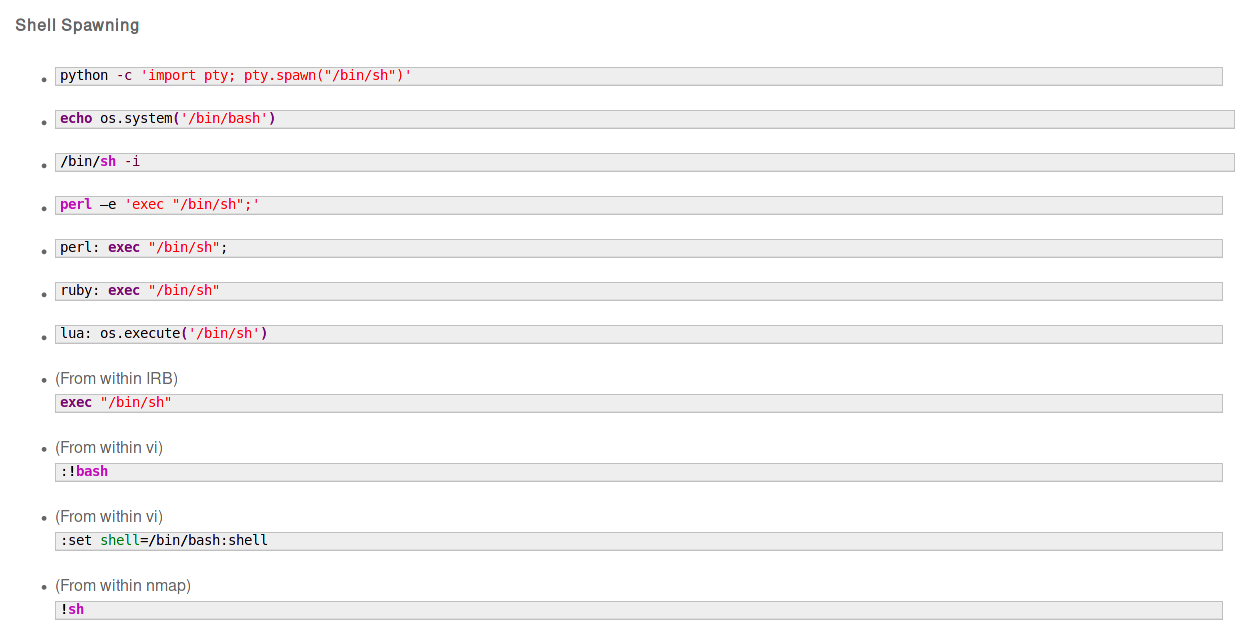 Shell Spawning
python -c 'import pty; pty.spawn("/bin/sh")'
echo os.system('/bin/bash')
/bin/sh -i
perl —e 'exec "/bin/sh";'
perl: exec "/bin/sh";
ruby: exec "/bin/sh"
lua: os.execute('/bin/sh')
(From within IRB)
exec "/bin/sh"
(From within vi)
:!bash
(From within vi)
:set shell=/bin/bash:shell
(From within nmap)
!sh